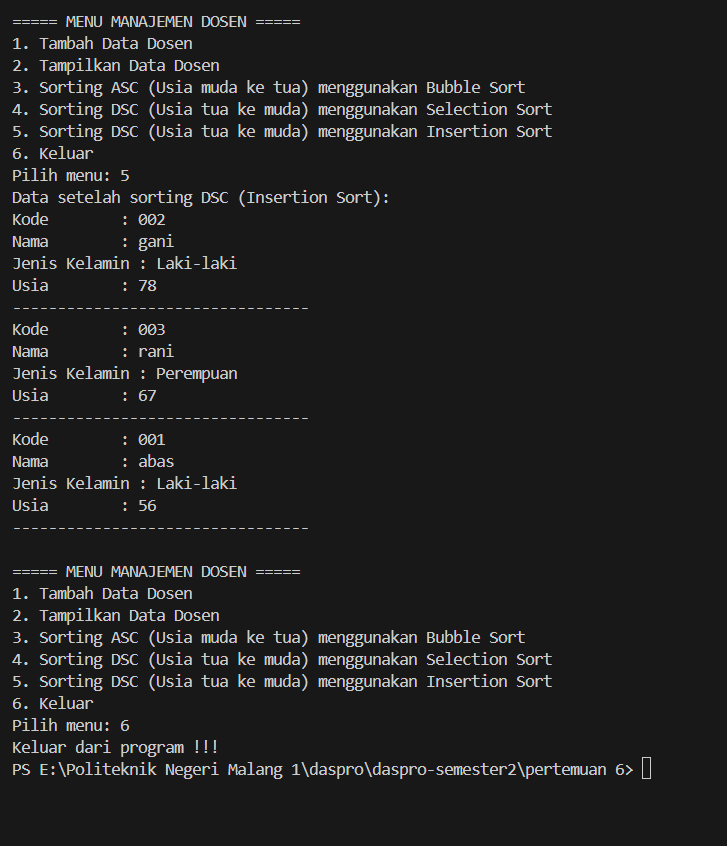 ===== MENU MANAJEMEN DOSEN =====
1. Tambah Data Dosen
2. Tampilkan Data Dosen
3. Sorting ASC (Usia muda ke tua) menggunakan Bubble Sort
4. Sorting DSC (Usia tua ke muda) menggunakan Selection Sort
5. Sorting DSC (Usia tua ke muda) menggunakan Insertion Sort
6. Keluar
Pilih menu: 5
Data setelah sorting DSC (Insertion Sort):
Kode        : 002
Nama        : gani
Jenis Kelamin : Laki-laki
Usia        : 78
---------------------------------
Kode        : 003
Nama        : rani
Jenis Kelamin : Perempuan
Usia        : 67
---------------------------------
Kode        : 001
Nama        : abas
Jenis Kelamin : Laki-laki
Usia        : 56
---------------------------------
===== MENU MANAJEMEN DOSEN =====
1. Tambah Data Dosen
2. Tampilkan Data Dosen
3. Sorting ASC (Usia muda ke tua) menggunakan Bubble Sort
4. Sorting DSC (Usia tua ke muda) menggunakan Selection Sort
5. Sorting DSC (Usia tua ke muda) menggunakan Insertion Sort
6. Keluar
Pilih menu: 6
Keluar dari program !!!
PS E:\Politeknik Negeri Malang 1\daspro\daspro-semester2\pertemuan 6>